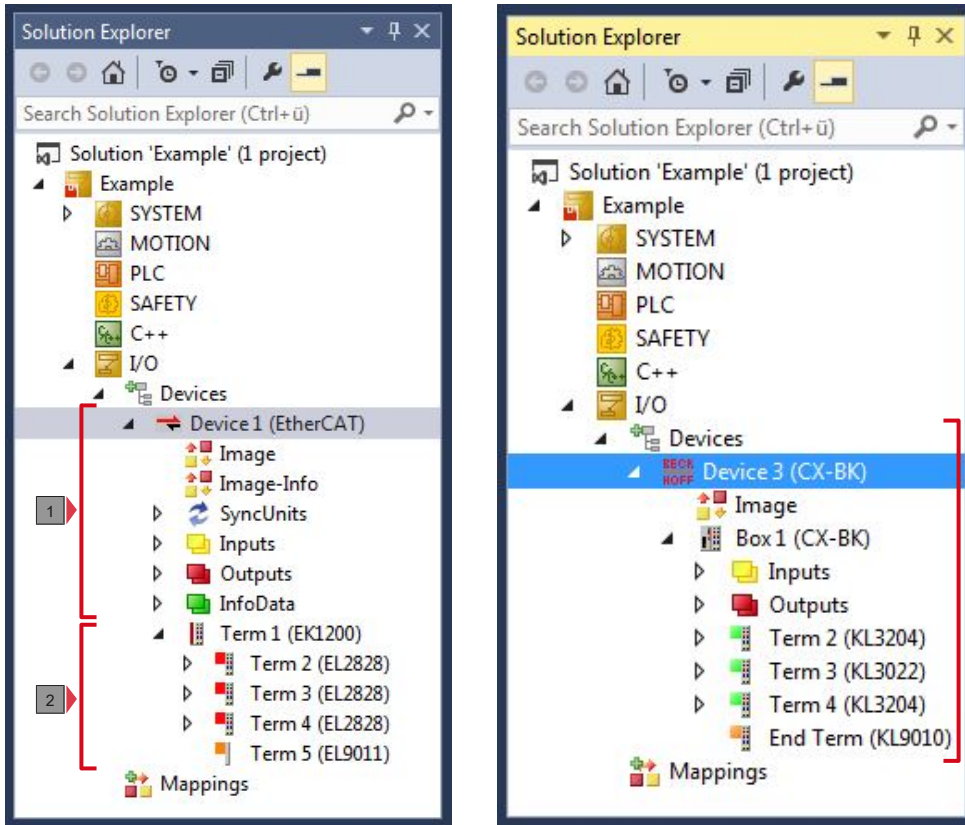 Solution Explorer
Search Solution Explorer (Ctrl+ü)
Solution 'Example' (1 project)
Example
SYSTEM
MOTION
PLC
SAFETY
C++
I/O
Devices
Device 1 (EtherCAT)
Image
Image-Info
1
SyncUnits
Inputs
Outputs
InfoData
Term 1 (EK1200)
Term 2 (EL2828)
2
Term 3 (EL2828)
Term 4 (EL2828)
Term 5 (EL9011)
Mappings
Solution Explorer
Search Solution Explorer (Ctrl+ü)
Solution 'Example' (1 project)
Example
SYSTEM
MOTION
PLC
SAFETY
C++
I/O
Devices
BECK
HOFF
Device 3 (CX-BK)
Image
Box 1 (CX-BK)
Inputs
Outputs
Term 2 (KL3204)
Term 3 (KL3022)
Term 4 (KL3204)
End Term (KL9010)
Mappings